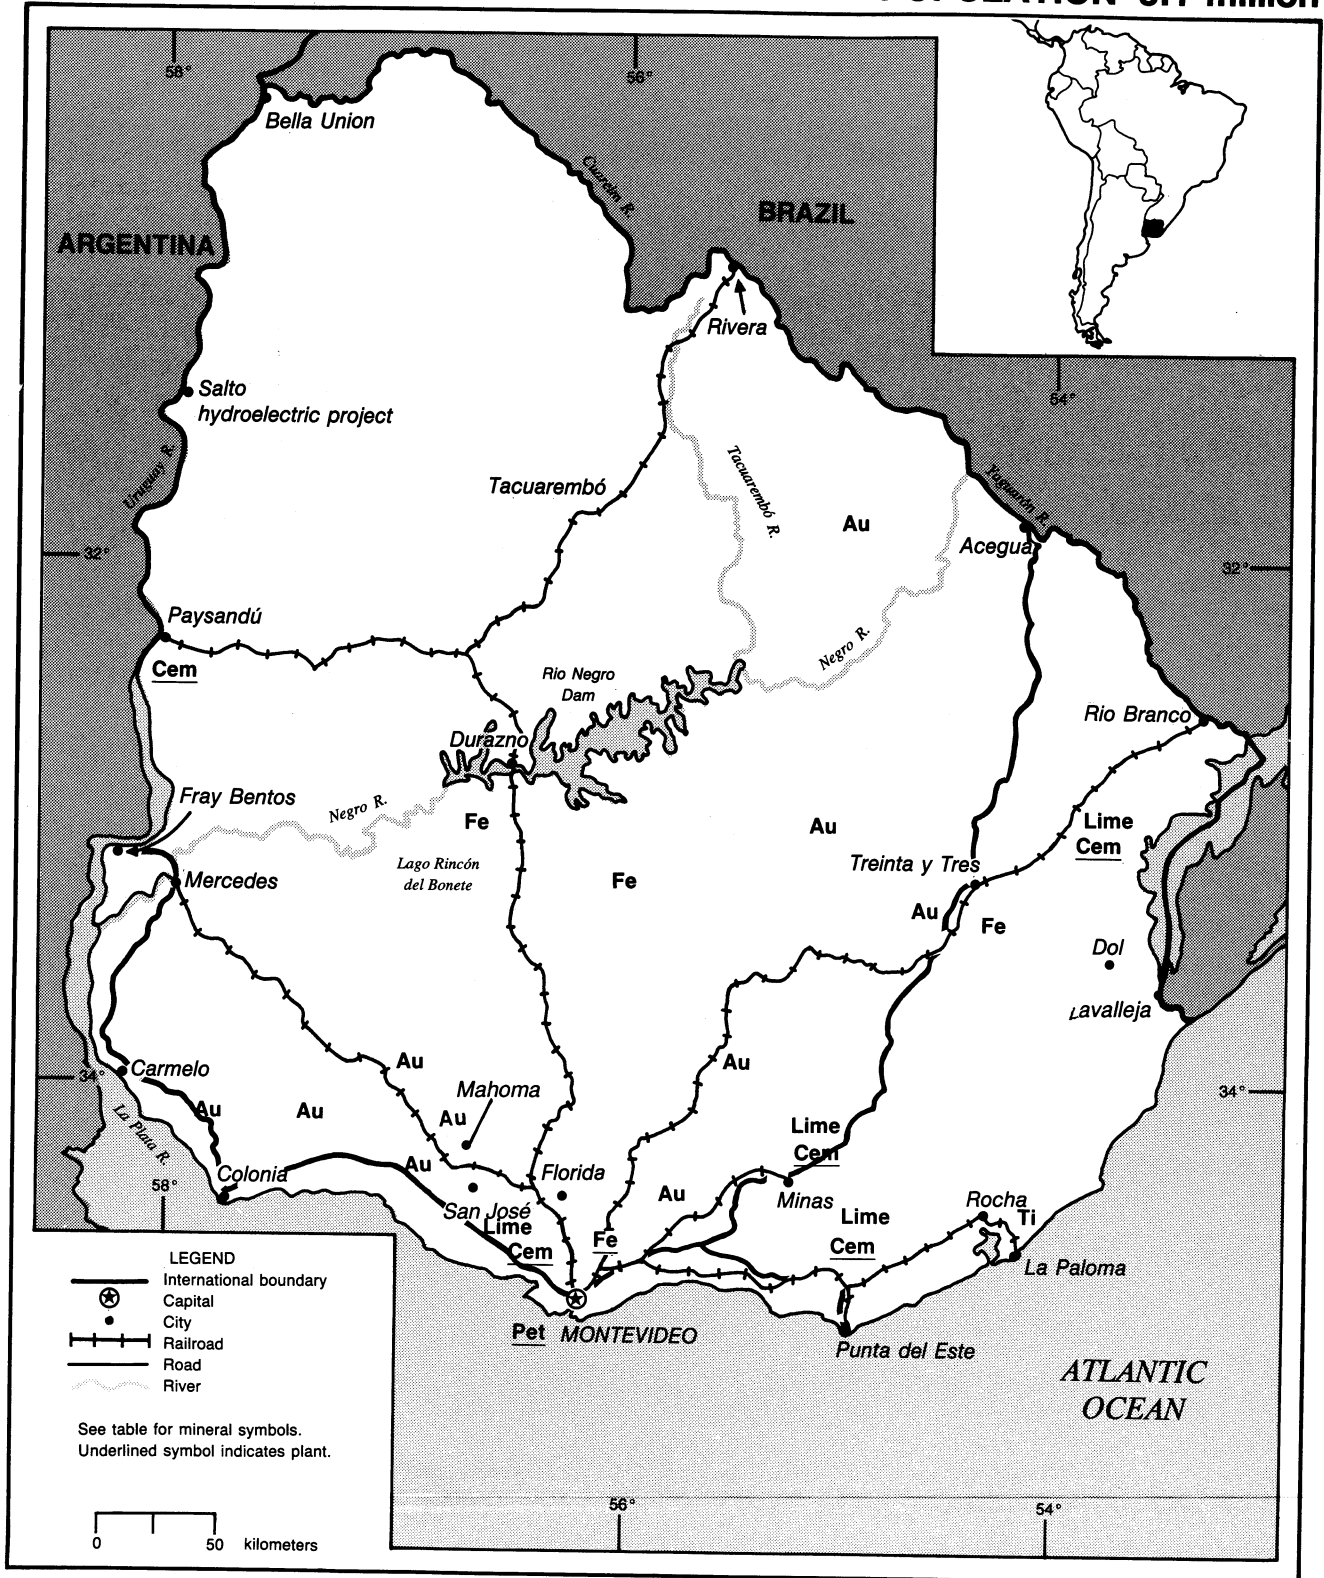 58°
56°
Bella Union
Cuareim R.
BRAZIL
ARGENTINA
Rivera
54°
Salto
hydroelectric project
Uruguay R.
Tacuarembó
Tacuarembó R.
Yaguarón R.
Au
Acegua
32°
32°
Paysandú
Cem
Negro R.
Rio Negro
Dam
Rio Branco
Durazno
Fray Bentos
Negro R.
Fe
Au
Lime
Cem
Lago Rincón
del Bonete
Treinta y Tres
Mercedes
Fe
Au
Fe
Dol
Lavalleja
Au
Au
Carmelo
34°
34°
Mahoma
Au
Au
Au
La Plata R.
Lime
Cem
Au
Colonia
Florida
58°
Au
Minas
San José
Rocha
Lime
Cem
Lime
Cem
Ti
Fe
La Paloma
LEGEND
International boundary
Capital
City
Railroad
Road
River
Pet
MONTEVIDEO
Punta del Este
ATLANTIC
OCEAN
See table for mineral symbols.
Underlined symbol indicates plant.
56°
54°
0 50 kilometers